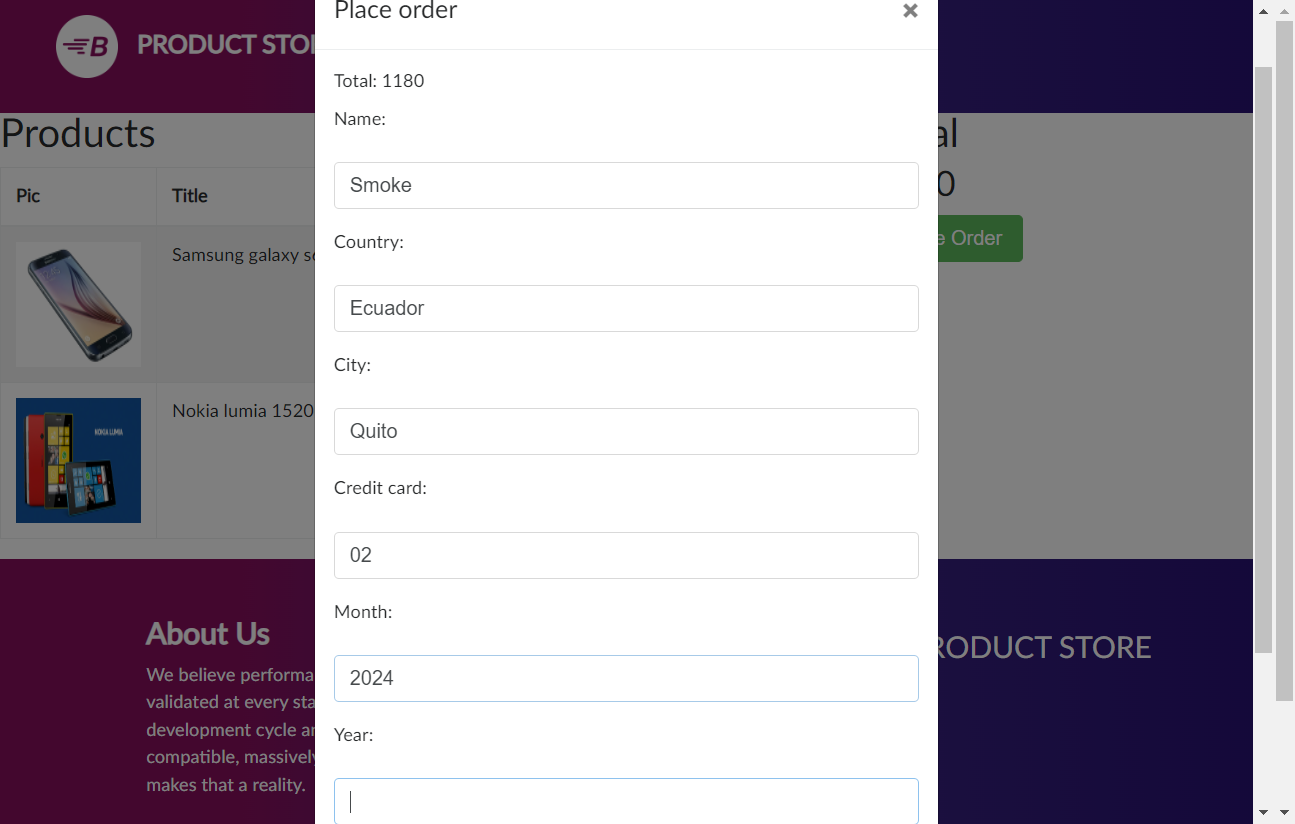 Place order
×
B PRODUCT STO
Total: 1180
Name:
Smoke
Country:
Ecuador
City:
Quito
Credit card:
02
Month:
2024
Year:
Products
Pic
Title
Samsung galaxy s
Nokia lumia 1520
NOKIA LUMIA
al
0
e Order
About Us
We believe performa
validated at every sta
development cycle a
compatible, massively
makes that a reality.
RODUCT STORE